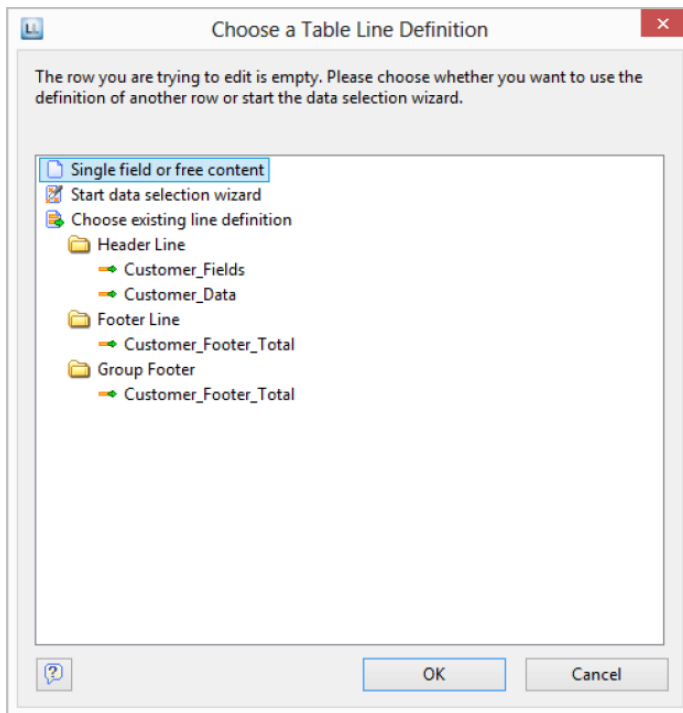 Choose a Table Line Definition
The row you are trying to edit is empty. Please choose whether you want to use the
definition of another row or start the data selection wizard.
Single field or free content
Start data selection wizard
Choose existing line definition
Header Line
Customer_Fields
Customer_Data
Footer Line
Customer_Footer_Total
Group Footer
Customer_Footer_Total
OK
Cancel